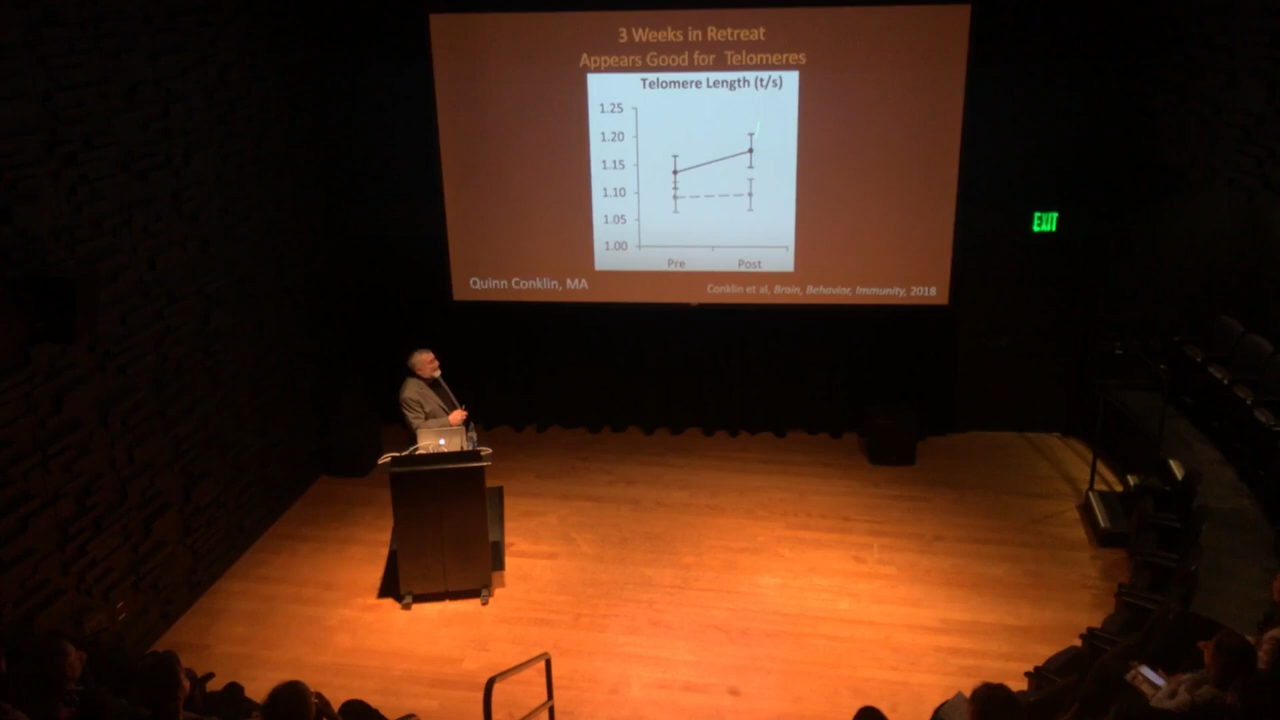 3 Weeks in Retreat
Appears Good for Telomeres
Telomere Length (t/s)
1.25
1.20
1.15
1.10
1.05
1.00
Pre Post
Quinn Conklin, MA
Conklin et al, Brain, Behavior, Immunity, 2018
EXIT